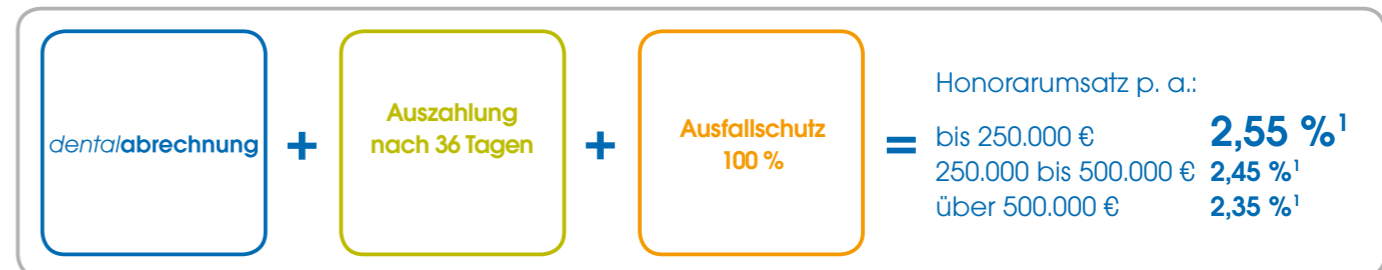 dentalabrechnung
+
Auszahlung
nach 36 Tagen
+
Ausfallschutz
100 %
=
Honorarumsatz p. a.:
bis 250.000 € 2,55 %¹
250.000 bis 500.000 € 2,45 %¹
über 500.000 € 2,35 %¹